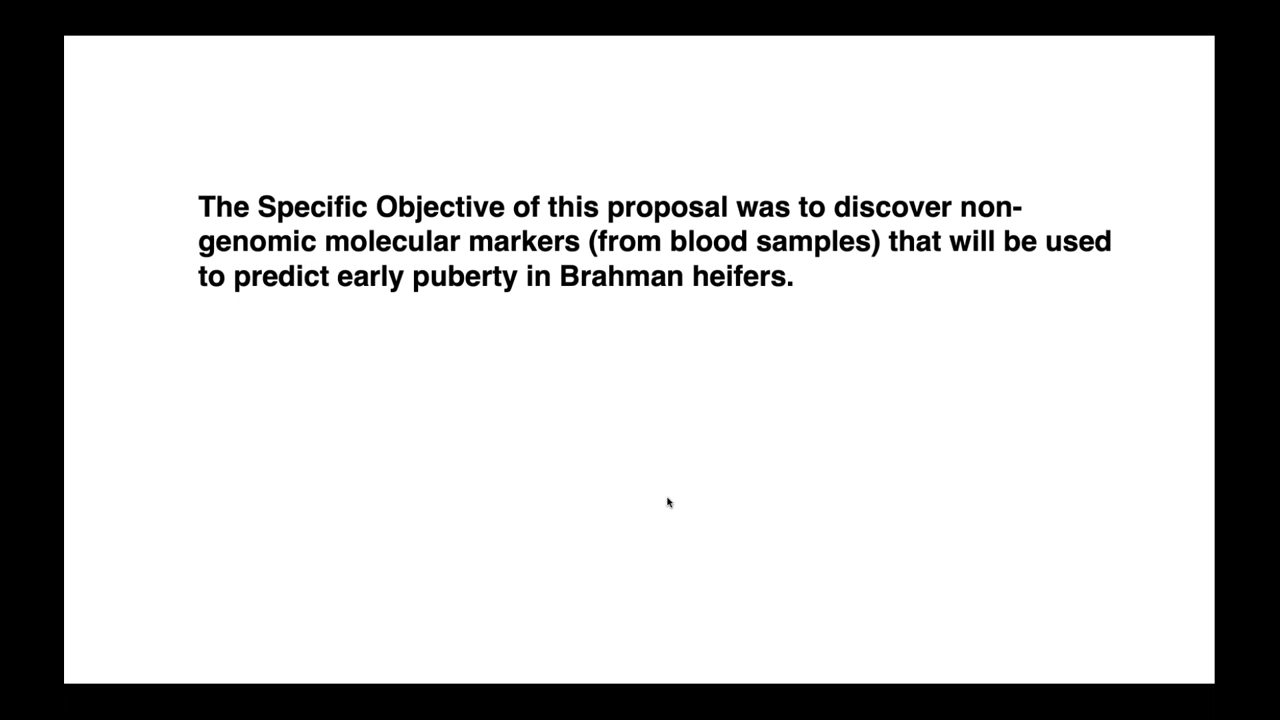 The Specific Objective of this proposal was to discover non-
genomic molecular markers (from blood samples) that will be used
to predict early puberty in Brahman heifers.